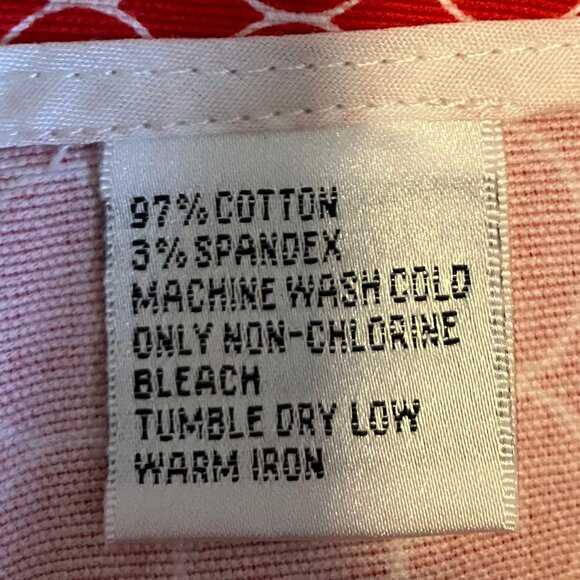 97% COTTON
3% SPANDEX
MACHINE WASH COLD
ONLY NON-CHLORINE
BLEACH
TUMBLE DRY LOW
WARM IRON